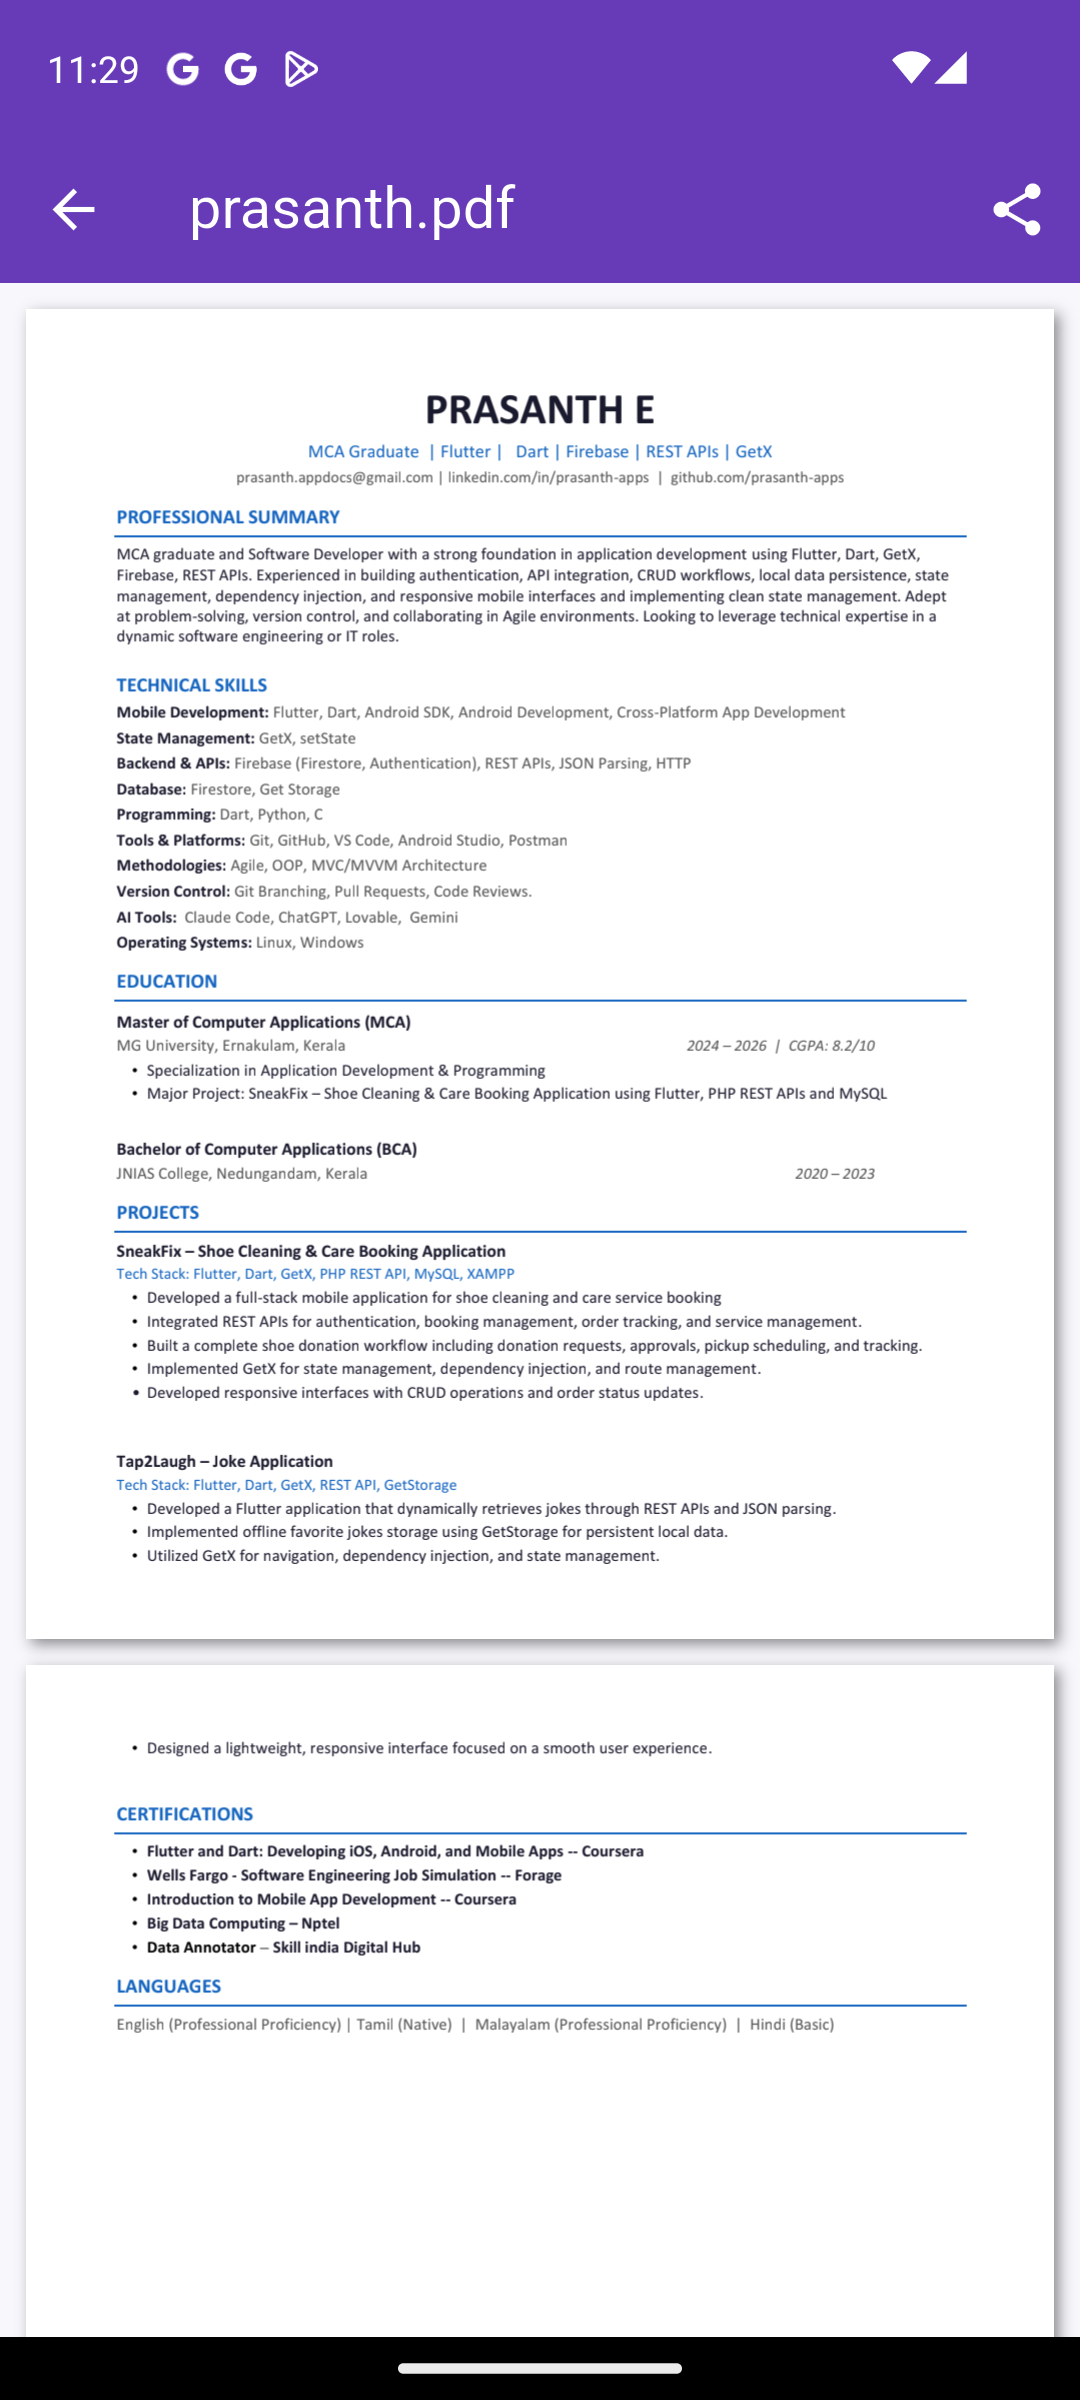 11:29
prasanth.pdf
PRASANTH E
MCA Graduate | Flutter | Dart | Firebase | REST APIs | GetX
prasanth.appdocs@gmail.com | linkedin.com/in/prasanth-apps | github.com/prasanth-apps
PROFESSIONAL SUMMARY
MCA graduate and Software Developer with a strong foundation in application development using Flutter, Dart, GetX,
Firebase, REST APIs. Experienced in building authentication, API integration, CRUD workflows, local data persistence, state
management, dependency injection, and responsive mobile interfaces and implementing clean state management. Adept
at problem-solving, version control, and collaborating in Agile environments. Looking to leverage technical expertise in a
dynamic software engineering or IT roles.
TECHNICAL SKILLS
Mobile Development: Flutter, Dart, Android SDK, Android Development, Cross-Platform App Development
State Management: GetX, setState
Backend & APIs: Firebase (Firestore, Authentication), REST APIs, JSON Parsing, HTTP
Database: Firestore, Get Storage
Programming: Dart, Python, C
Tools & Platforms: Git, GitHub, VS Code, Android Studio, Postman
Methodologies: Agile, OOP, MVC/MVVM Architecture
Version Control: Git Branching, Pull Requests, Code Reviews.
AI Tools: Claude Code, ChatGPT, Lovable, Gemini
Operating Systems: Linux, Windows
EDUCATION
Master of Computer Applications (MCA)
MG University, Ernakulam, Kerala 2024 – 2026 | CGPA: 8.2/10
• Specialization in Application Development & Programming
• Major Project: SneakFix – Shoe Cleaning & Care Booking Application using Flutter, PHP REST APIs and MySQL
Bachelor of Computer Applications (BCA)
JNIAS College, Nedungandam, Kerala 2020 – 2023
PROJECTS
SneakFix – Shoe Cleaning & Care Booking Application
Tech Stack: Flutter, Dart, GetX, PHP REST API, MySQL, XAMPP
• Developed a full-stack mobile application for shoe cleaning and care service booking
• Integrated REST APIs for authentication, booking management, order tracking, and service management.
• Built a complete shoe donation workflow including donation requests, approvals, pickup scheduling, and tracking.
• Implemented GetX for state management, dependency injection, and route management.
• Developed responsive interfaces with CRUD operations and order status updates.
Tap2Laugh – Joke Application
Tech Stack: Flutter, Dart, GetX, REST API, GetStorage
• Developed a Flutter application that dynamically retrieves jokes through REST APIs and JSON parsing.
• Implemented offline favorite jokes storage using GetStorage for persistent local data.
• Utilized GetX for navigation, dependency injection, and state management.
• Designed a lightweight, responsive interface focused on a smooth user experience.
CERTIFICATIONS
• Flutter and Dart: Developing iOS, Android, and Mobile Apps -- Coursera
• Wells Fargo - Software Engineering Job Simulation -- Forage
• Introduction to Mobile App Development -- Coursera
• Big Data Computing – Nptel
• Data Annotator – Skill india Digital Hub
LANGUAGES
English (Professional Proficiency) | Tamil (Native) | Malayalam (Professional Proficiency) | Hindi (Basic)